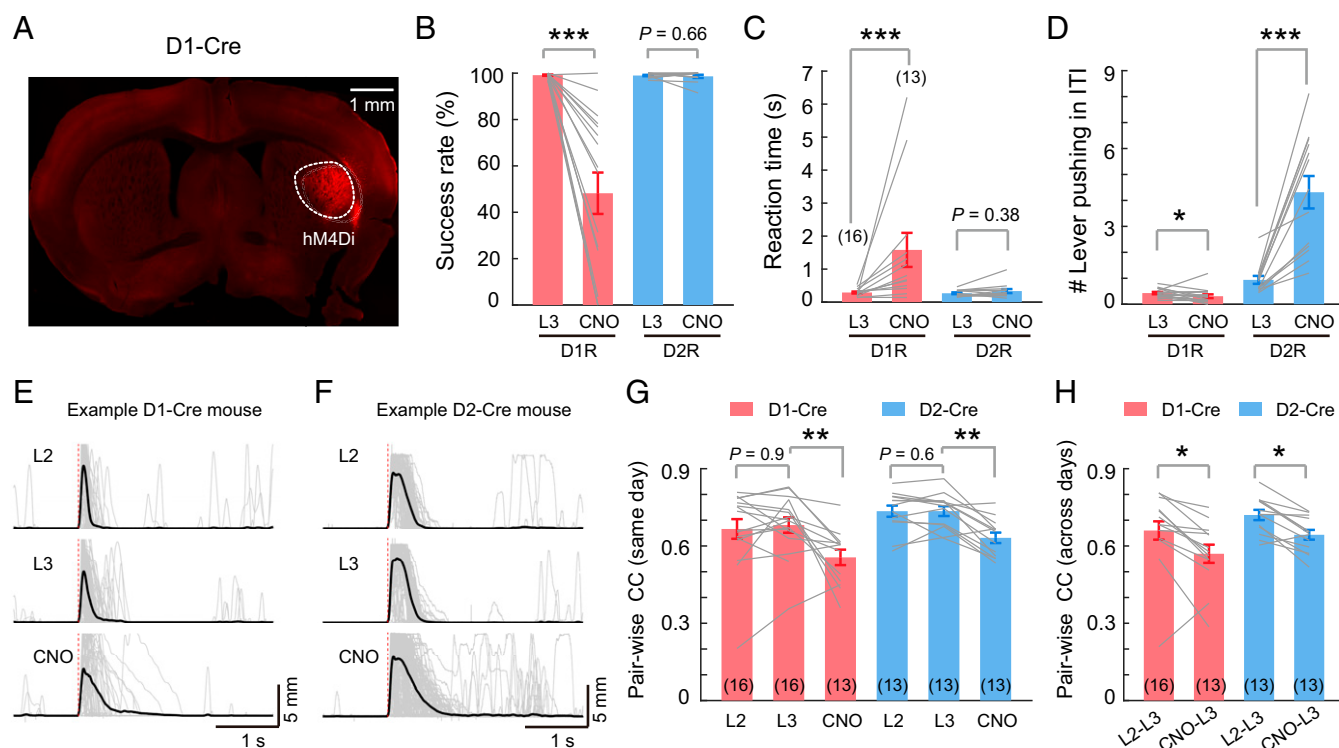 A
D1-Cre
1 mm
hM4Di
B
***
P = 0.66
Success rate (%)
100
80
60
40
20
0
L3 CNO L3 CNO
D1R D2R
C
***
(13)
(16)
P = 0.38
Reaction time (s)
7
6
5
4
3
2
1
0
L3 CNO L3 CNO
D1R D2R
D
***
*
# Lever pushing in ITI
9
6
3
0
L3 CNO L3 CNO
D1R D2R
E
Example D1-Cre mouse
L2
L3
CNO
5 mm
1 s
F
Example D2-Cre mouse
L2
L3
CNO
5 mm
1 s
G
D1-Cre D2-Cre
P = 0.9 ** P = 0.6 **
Pair-wise CC (same day)
0.9
0.6
0.3
0
(16) (16) (13) (13) (13) (13)
L2 L3 CNO L2 L3 CNO
H
D1-Cre D2-Cre
* *
Pair-wise CC (across days)
0.9
0.6
0.3
0
(16) (13) (13) (13)
L2-L3 CNO-L3 L2-L3 CNO-L3